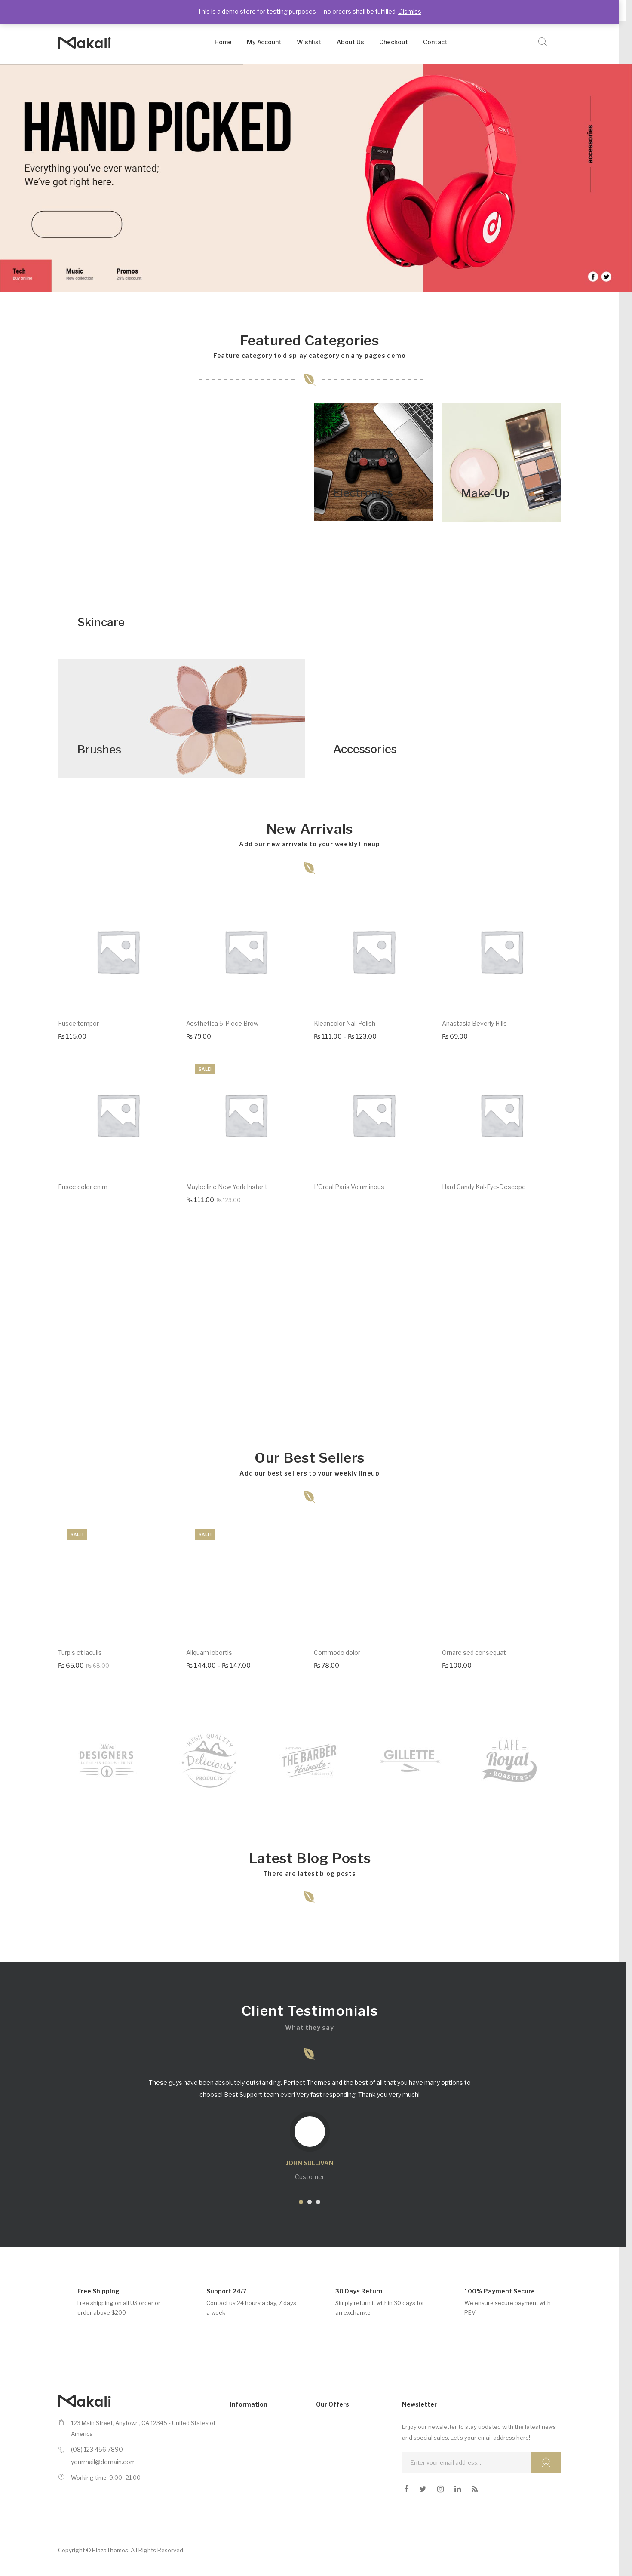 This is a demo store for testing purposes — no orders shall be fulfilled. Dismiss
Makali
Home My Account Wishlist About Us Checkout Contact
HAND PICKED
Everything you've ever wanted;
We've got right here.
accessories
Tech Music Promos
New collection
Featured Categories
Feature category to display category on any pages demo
Make-Up
Skincare
Brushes
Accessories
New Arrivals
Add our new arrivals to your weekly lineup
Fusce tempor Aesthetica 5-Piece Brow Kleancolor Nail Polish Anastasia Beverly Hills
₨ 115.00 ₨ 79.00 ₨ 111.00 – ₨ 123.00 ₨ 69.00
SALE!
Fusce dolor enim Maybelline New York Instant L'Oreal Paris Voluminous Hard Candy Kal-Eye-Descope
₨ 111.00 ₨ 123.00
Our Best Sellers
Add our best sellers to your weekly lineup
SALE! SALE!
Turpis et iaculis Aliquam lobortis Commodo dolor Ornare sed consequat
₨ 65.00 ₨ 68.00 ₨ 144.00 – ₨ 147.00 ₨ 78.00 ₨ 100.00
We're
DESIGNERS
HIGH QUALITY
Delicious
PRODUCTS
THE BARBER
Haircuts
GILLETTE
CAFE
Royal
ROASTERS
Latest Blog Posts
There are latest blog posts
Client Testimonials
What they say
These guys have been absolutely outstanding. Perfect Themes and the best of all that you have many options to
choose! Best Support team ever! Very fast responding! Thank you very much!
JOHN SULLIVAN
Customer
Free Shipping
Free shipping on all US order or
order above $200
Support 24/7
Contact us 24 hours a day, 7 days
a week
30 Days Return
Simply return it within 30 days for
an exchange
100% Payment Secure
We ensure secure payment with
PEV
Makali
123 Main Street, Anytown, CA 12345 - United States of
America
(08) 123 456 7890
yourmail@domain.com
Working time: 9.00 -21.00
Information
Our Offers
Newsletter
Enjoy our newsletter to stay updated with the latest news
and special sales. Let's your email address here!
Enter your email address...
Copyright © PlazaThemes. All Rights Reserved.